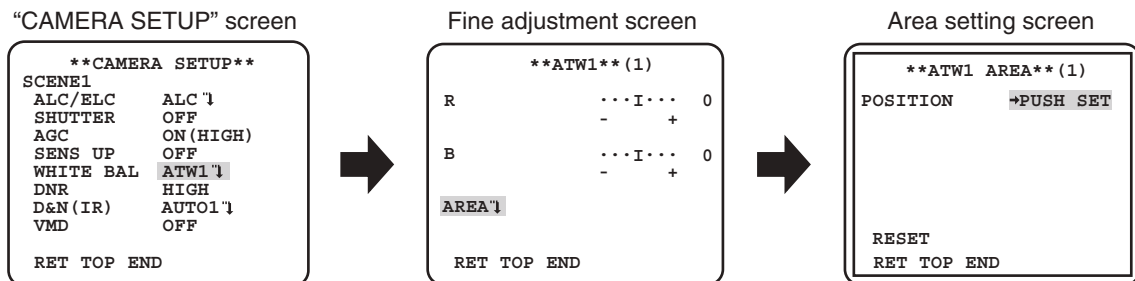 “CAMERA SETUP” screen
**CAMERA SETUP**
SCENE1
ALC/ELC ALC
SHUTTER OFF
AGC ON(HIGH)
SENS UP OFF
WHITE BAL ATW1
DNR HIGH
D&N(IR) AUTO1
VMD OFF
RET TOP END
Fine adjustment screen
**ATW1**(1)
R ···I··· 0
- +
B ···I··· 0
- +
AREA
RET TOP END
Area setting screen
**ATW1 AREA**(1)
POSITION →PUSH SET
RESET
RET TOP END